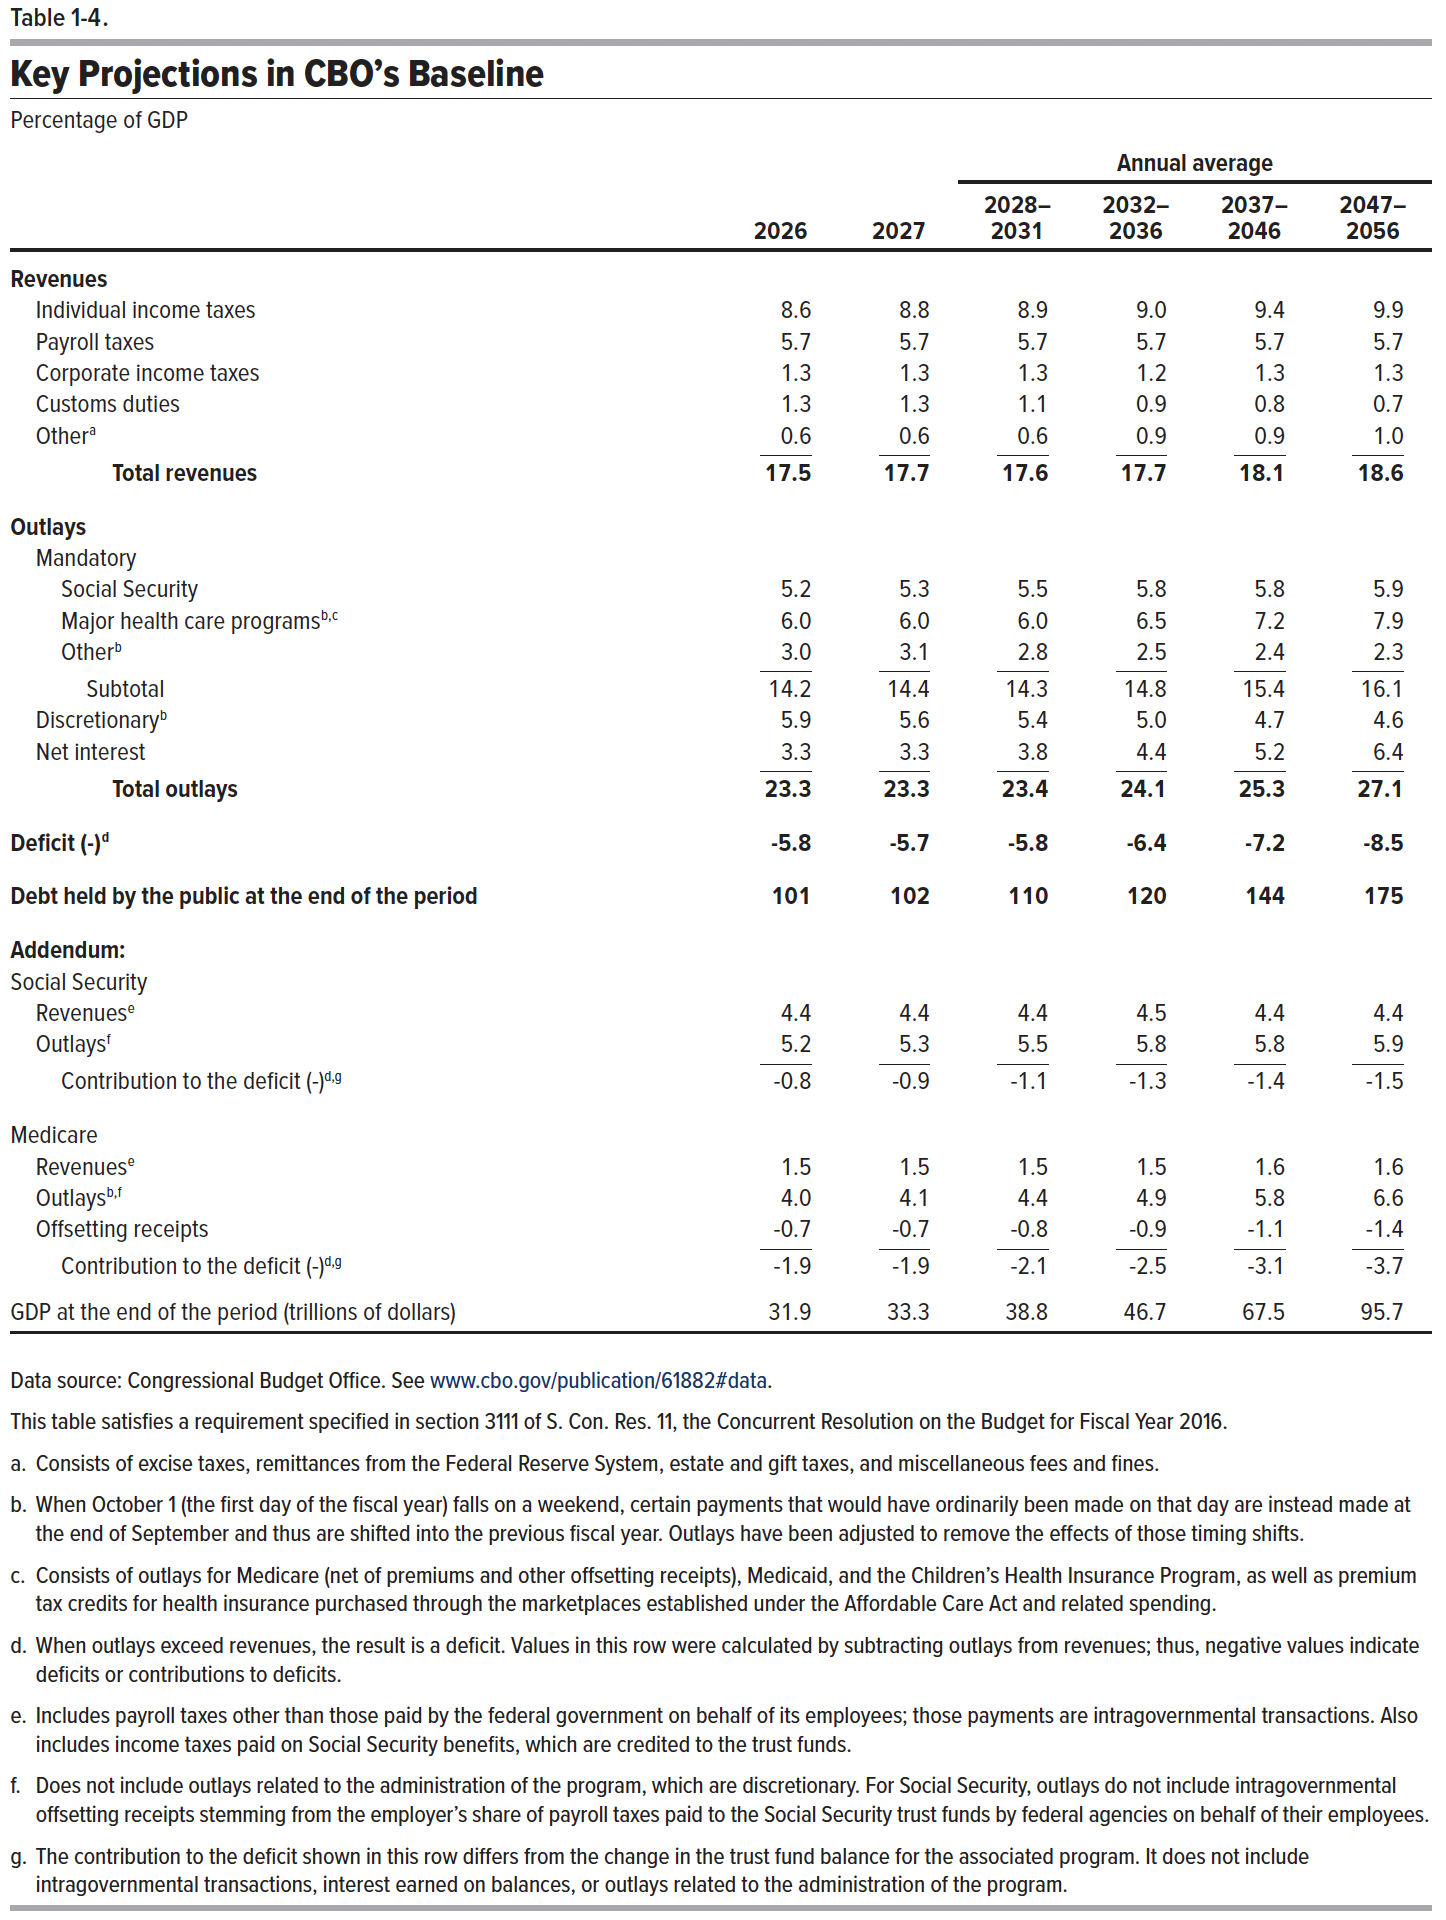 Table 1-4.
Key Projections in CBO’s Baseline
Percentage of GDP
Annual average
2026 2027 2028–2031 2032–2036 2037–2046 2047–2056
Revenues
Individual income taxes 8.6 8.8 8.9 9.0 9.4 9.9
Payroll taxes 5.7 5.7 5.7 5.7 5.7 5.7
Corporate income taxes 1.3 1.3 1.3 1.2 1.3 1.3
Customs duties 1.3 1.3 1.1 0.9 0.8 0.7
Otherᵃ 0.6 0.6 0.6 0.9 0.9 1.0
Total revenues 17.5 17.7 17.6 17.7 18.1 18.6
Outlays
Mandatory
Social Security 5.2 5.3 5.5 5.8 5.8 5.9
Major health care programsᵇ,ᶜ 6.0 6.0 6.0 6.5 7.2 7.9
Otherᵇ 3.0 3.1 2.8 2.5 2.4 2.3
Subtotal 14.2 14.4 14.3 14.8 15.4 16.1
Discretionaryᵇ 5.9 5.6 5.4 5.0 4.7 4.6
Net interest 3.3 3.3 3.8 4.4 5.2 6.4
Total outlays 23.3 23.3 23.4 24.1 25.3 27.1
Deficit (-)ᵈ -5.8 -5.7 -5.8 -6.4 -7.2 -8.5
Debt held by the public at the end of the period 101 102 110 120 144 175
Addendum:
Social Security
Revenuesᵉ 4.4 4.4 4.4 4.5 4.4 4.4
Outlaysᶠ 5.2 5.3 5.5 5.8 5.8 5.9
Contribution to the deficit (-)ᵈ,ᵍ -0.8 -0.9 -1.1 -1.3 -1.4 -1.5
Medicare
Revenuesᵉ 1.5 1.5 1.5 1.5 1.6 1.6
Outlaysᵇ,ᶠ 4.0 4.1 4.4 4.9 5.8 6.6
Offsetting receipts -0.7 -0.7 -0.8 -0.9 -1.1 -1.4
Contribution to the deficit (-)ᵈ,ᵍ -1.9 -1.9 -2.1 -2.5 -3.1 -3.7
GDP at the end of the period (trillions of dollars) 31.9 33.3 38.8 46.7 67.5 95.7
Data source: Congressional Budget Office. See www.cbo.gov/publication/61882#data.
This table satisfies a requirement specified in section 3111 of S. Con. Res. 11, the Concurrent Resolution on the Budget for Fiscal Year 2016.
a. Consists of excise taxes, remittances from the Federal Reserve System, estate and gift taxes, and miscellaneous fees and fines.
b. When October 1 (the first day of the fiscal year) falls on a weekend, certain payments that would have ordinarily been made on that day are instead made at
the end of September and thus are shifted into the previous fiscal year. Outlays have been adjusted to remove the effects of those timing shifts.
c. Consists of outlays for Medicare (net of premiums and other offsetting receipts), Medicaid, and the Children’s Health Insurance Program, as well as premium
tax credits for health insurance purchased through the marketplaces established under the Affordable Care Act and related spending.
d. When outlays exceed revenues, the result is a deficit. Values in this row were calculated by subtracting outlays from revenues; thus, negative values indicate
deficits or contributions to deficits.
e. Includes payroll taxes other than those paid by the federal government on behalf of its employees; those payments are intragovernmental transactions. Also
includes income taxes paid on Social Security benefits, which are credited to the trust funds.
f. Does not include outlays related to the administration of the program, which are discretionary. For Social Security, outlays do not include intragovernmental
offsetting receipts stemming from the employer’s share of payroll taxes paid to the Social Security trust funds by federal agencies on behalf of their employees.
g. The contribution to the deficit shown in this row differs from the change in the trust fund balance for the associated program. It does not include
intragovernmental transactions, interest earned on balances, or outlays related to the administration of the program.